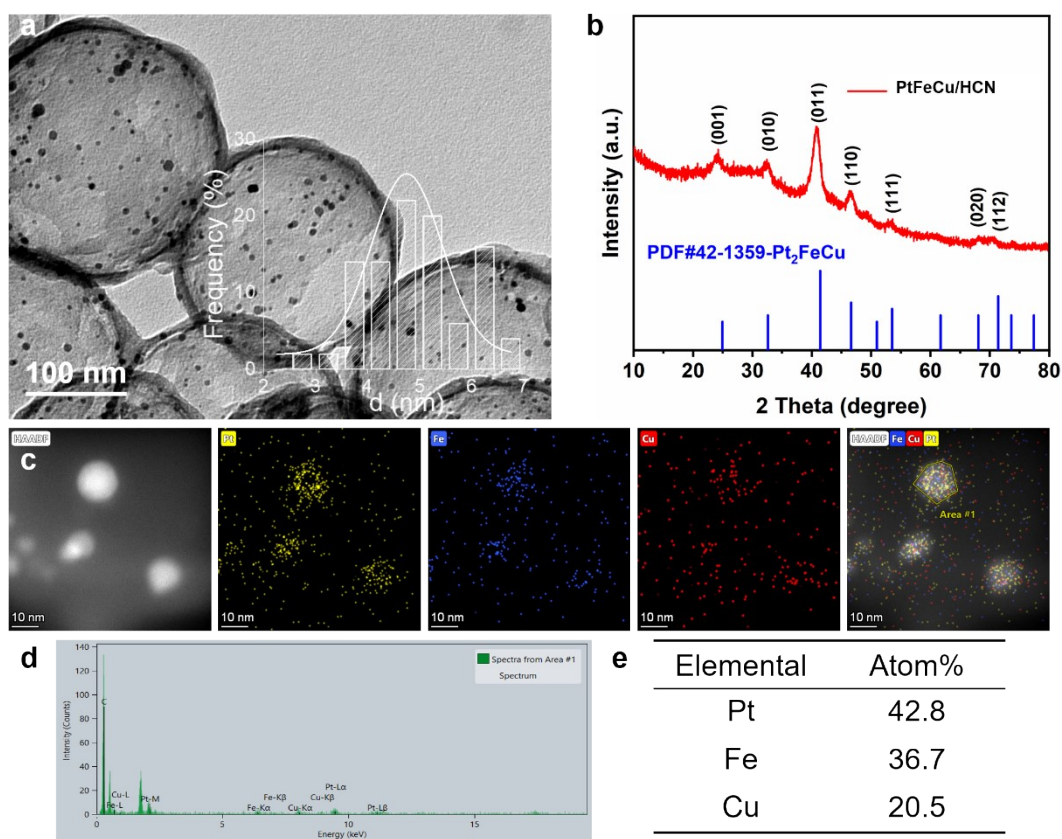 a
Frequency (%)
30
20
10
0
2 3 4 5 6 7
d (nm)
100 nm
b
Intensity (a.u.)
PtFeCu/HCN
(001)
(010)
(011)
(110)
(111)
(020)
(112)
PDF#42-1359-Pt₂FeCu
10 20 30 40 50 60 70 80
2 Theta (degree)
c
HAADF
10 nm
Pt
10 nm
Fe
10 nm
Cu
10 nm
HAADF Fe Cu Pt
Area #1
10 nm
d
Intensity (Counts)
140
120
100
80
60
40
20
0
Spectra from Area #1
Spectrum
C
Cu-L
Fe-L
Pt-M
Fe-Kβ
Fe-Kα
Cu-Kβ
Cu-Kα
Pt-Lα
Pt-Lβ
0 5 10 15
Energy (keV)
e
Elemental Atom%
Pt 42.8
Fe 36.7
Cu 20.5